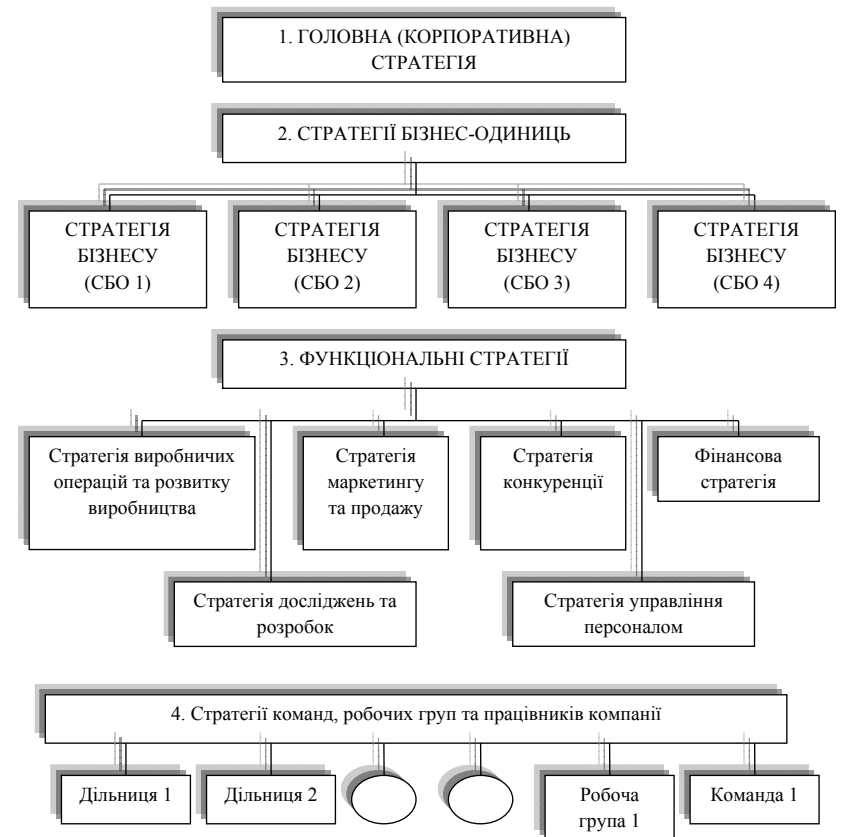 1. ГОЛОВНА (КОРПОРАТИВНА)
СТРАТЕГІЯ
2. СТРАТЕГІЇ БІЗНЕС-ОДИНИЦЬ
СТРАТЕГІЯ
БІЗНЕСУ
(СБО 1)
СТРАТЕГІЯ
БІЗНЕСУ
(СБО 2)
СТРАТЕГІЯ
БІЗНЕСУ
(СБО 3)
СТРАТЕГІЯ
БІЗНЕСУ
(СБО 4)
3. ФУНКЦІОНАЛЬНІ СТРАТЕГІЇ
Стратегія виробничих
операцій та розвитку
виробництва
Стратегія
маркетингу
та продажу
Стратегія
конкуренції
Фінансова
стратегія
Стратегія досліджень та
розробок
Стратегія управління
персоналом
4. Стратегії команд, робочих груп та працівників компанії
Дільниця 1
Дільниця 2
Робоча
група 1
Команда 1